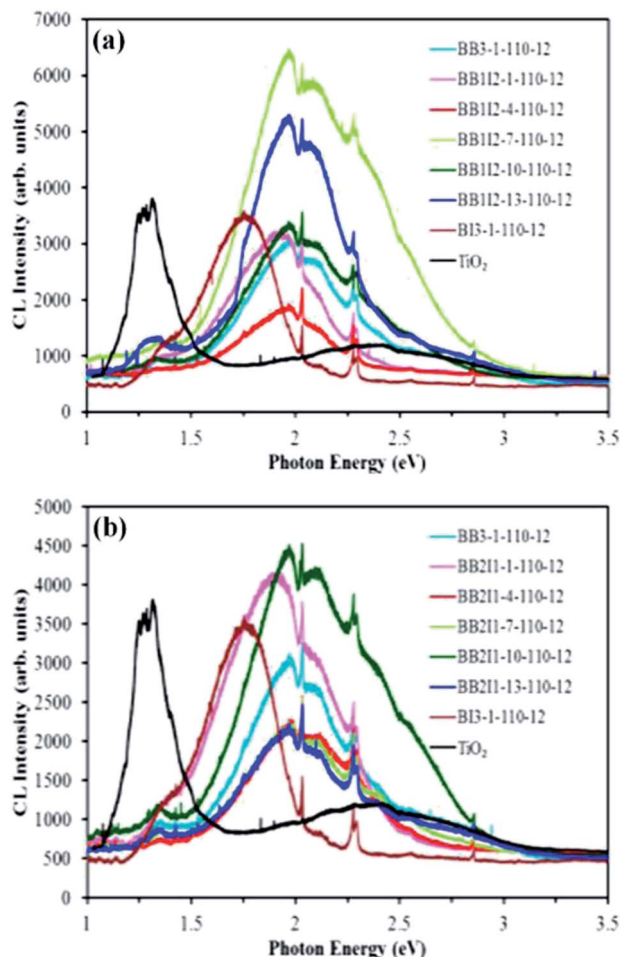 (a)
7000
6000
5000
4000
3000
2000
1000
0
CL Intensity (arb. units)
BB3-1-110-12
BB1I2-1-110-12
BB1I2-4-110-12
BB1I2-7-110-12
BB1I2-10-110-12
BB1I2-13-110-12
BI3-1-110-12
TiO2
1 1.5 2 2.5 3 3.5
Photon Energy (eV)
(b)
5000
4500
4000
3500
3000
2500
2000
1500
1000
500
0
CL Intensity (arb. units)
BB3-1-110-12
BB2I1-1-110-12
BB2I1-4-110-12
BB2I1-7-110-12
BB2I1-10-110-12
BB2I1-13-110-12
BI3-1-110-12
TiO2
1 1.5 2 2.5 3 3.5
Photon Energy (eV)